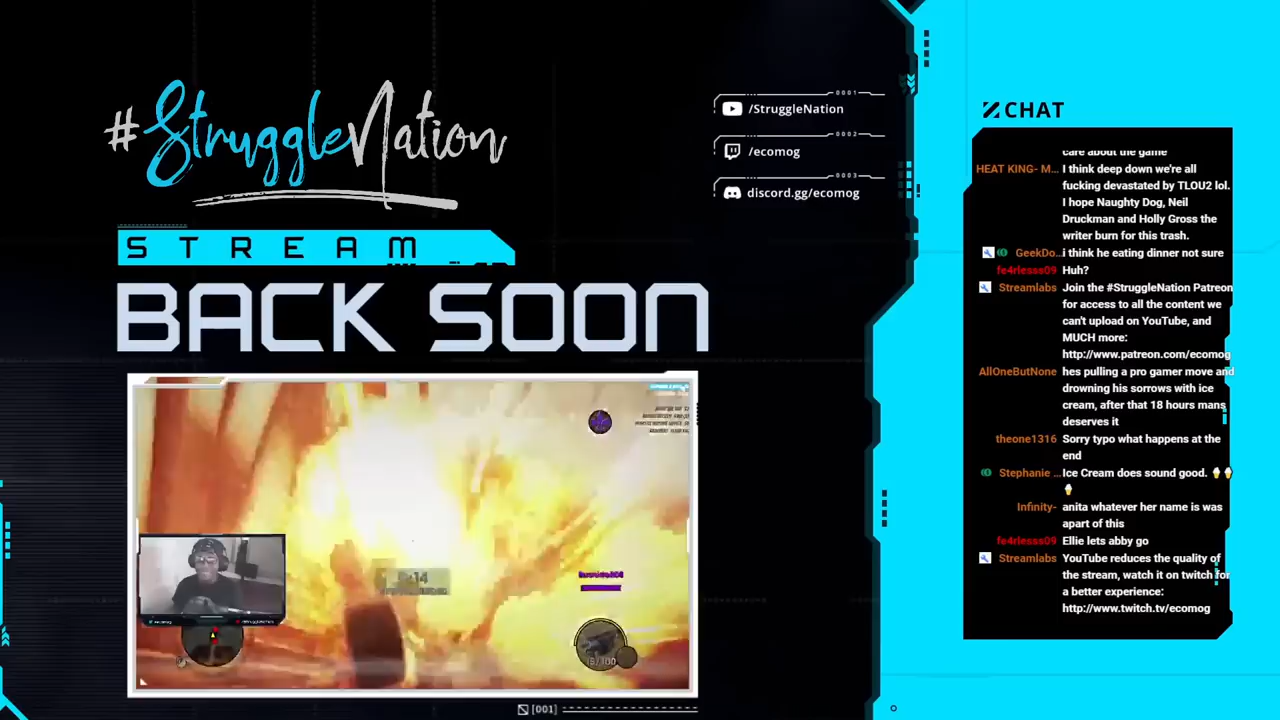 #StruggleNation
STREAM
BACK SOON
0001
/StruggleNation
0002
/ecomog
0003
discord.gg/ecomog
CHAT
care about the game
HEAT KING- M... I think deep down we're all
fucking devastated by TLOU2 lol.
I hope Naughty Dog, Neil
Druckman and Holly Gross the
writer burn for this trash.
GeekDo... i think he eating dinner not sure
fe4rlesss09 Huh?
Streamlabs Join the #StruggleNation Patreon
for access to all the content we
can't upload on YouTube, and
MUCH more:
http://www.patreon.com/ecomog
AllOneButNone hes pulling a pro gamer move and
drowning his sorrows with ice
cream, after that 18 hours mans
deserves it
theone1316 Sorry typo what happens at the
end
Stephanie ... Ice Cream does sound good. 🍦🍦
🍦
Infinity- anita whatever her name is was
apart of this
fe4rlesss09 Ellie lets abby go
Streamlabs YouTube reduces the quality of
the stream, watch it on twitch for
a better experience:
http://www.twitch.tv/ecomog
[001]